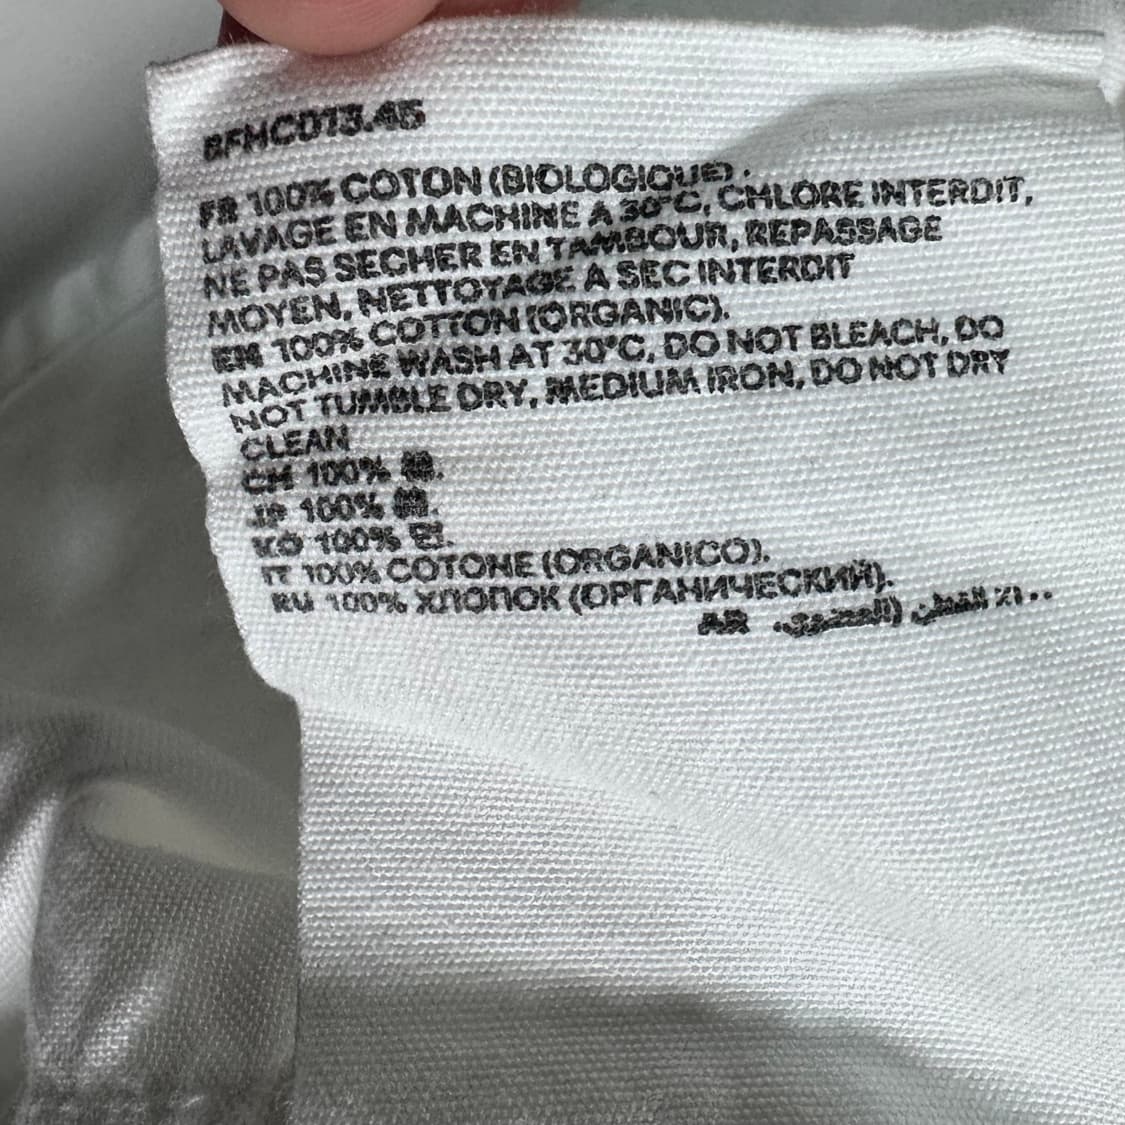 BFHC013.45
FR 100% COTON (BIOLOGIQUE).
LAVAGE EN MACHINE A 30°C, CHLORE INTERDIT,
NE PAS SECHER EN TAMBOUR, REPASSAGE
MOYEN, NETTOYAGE A SEC INTERDIT
EN 100% COTTON (ORGANIC).
MACHINE WASH AT 30°C, DO NOT BLEACH, DO
NOT TUMBLE DRY, MEDIUM IRON, DO NOT DRY
CLEAN
CH 100%
JP 100%
KO 100%
IT 100% COTONE (ORGANICO).
RU 100% ХЛОПОК (ОРГАНИЧЕСКИЙ).
AR